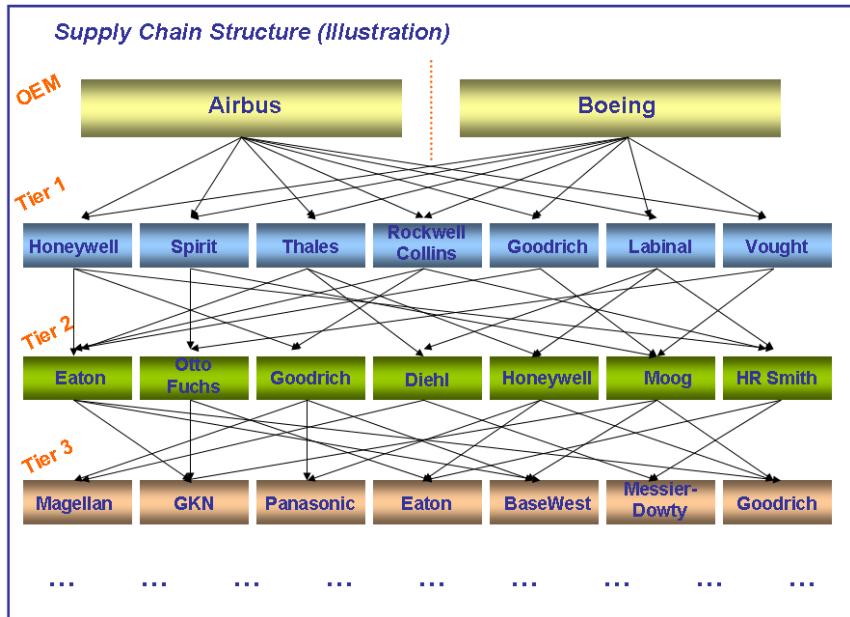 Supply Chain Structure (Illustration)
OEM
Airbus
Boeing
Tier 1
Honeywell
Spirit
Thales
Rockwell
Collins
Goodrich
Labinal
Vought
Tier 2
Eaton
Otto
Fuchs
Goodrich
Diehl
Honeywell
Moog
HR Smith
Tier 3
Magellan
GKN
Panasonic
Eaton
BaseWest
Messier-
Dowty
Goodrich
... ... ... ... ... ... ... ... ...